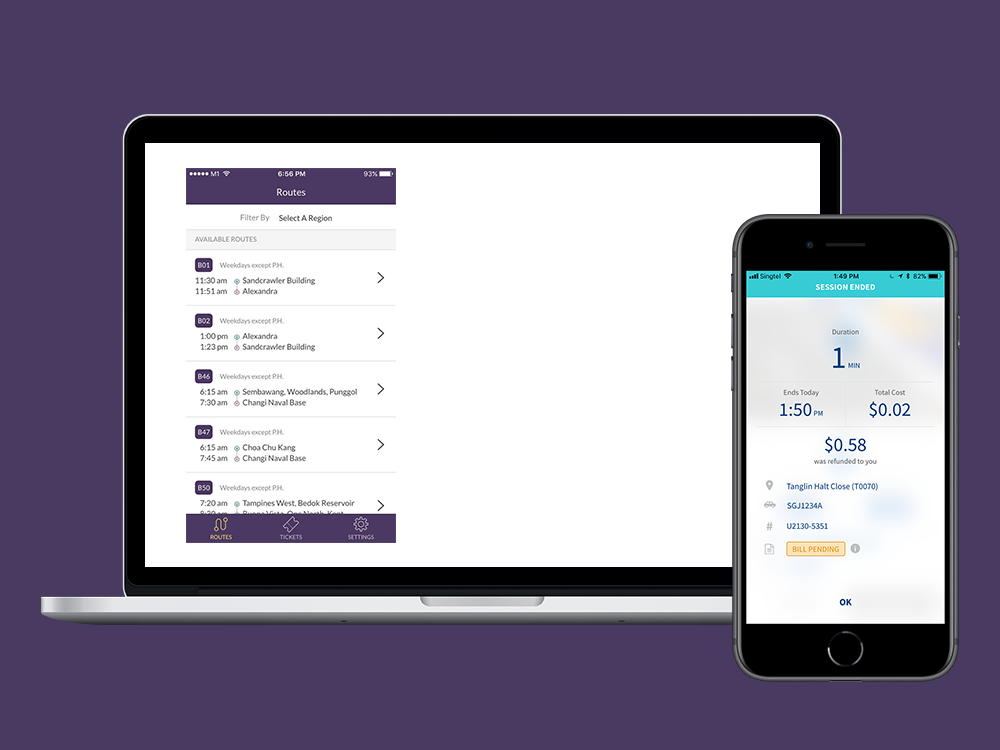 M1 6:56 PM 93%
Routes
Filter By Select A Region
AVAILABLE ROUTES
B01 Weekdays except P.H.
11:30 am Sandcrawler Building
11:51 am Alexandra
B02 Weekdays except P.H.
1:00 pm Alexandra
1:23 pm Sandcrawler Building
B46 Weekdays except P.H.
6:15 am Sembawang, Woodlands, Punggol
7:30 am Changi Naval Base
B47 Weekdays except P.H.
6:15 am Choa Chu Kang
7:45 am Changi Naval Base
B50 Weekdays except P.H.
7:20 am Tampines West, Bedok Reservoir
ROUTES TICKETS SETTINGS
Singtel 1:49 PM 82%
SESSION ENDED
Duration
1 MIN
Ends Today Total Cost
1:50 PM $0.02
$0.58
was refunded to you
Tanglin Halt Close (T0070)
SGJ1234A
# U2130-5351
BILL PENDING i
OK